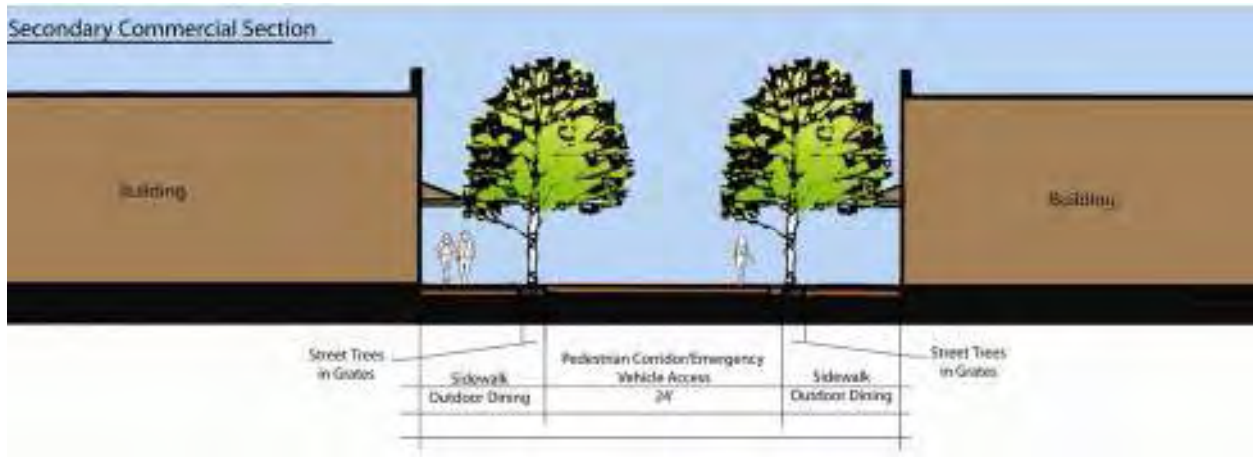 Secondary Commercial Section
Building
Building
Street Trees
in Grates
Pedestrian Corridor/Emergency
Vehicle Access
24'
Sidewalk
Outdoor Dining
Sidewalk
Outdoor Dining
Street Trees
in Grates